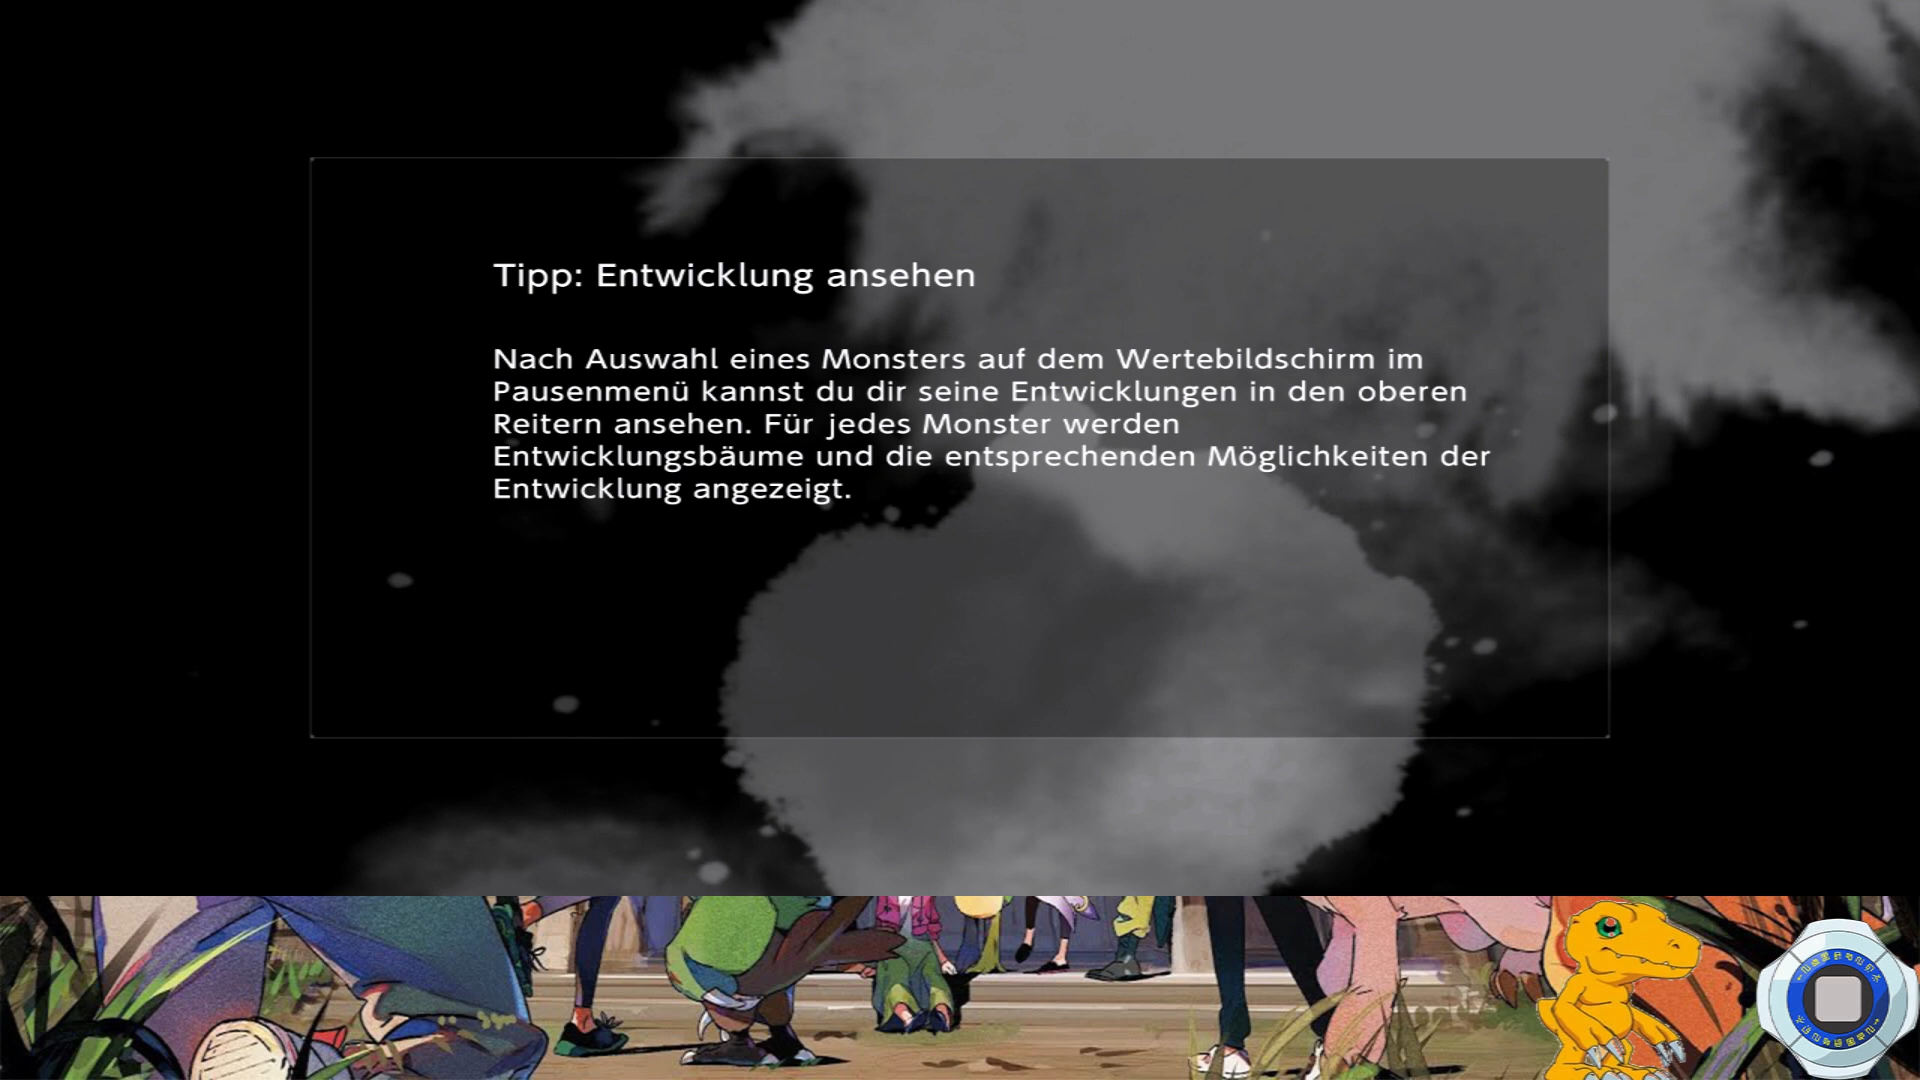 Tipp: Entwicklung ansehen
Nach Auswahl eines Monsters auf dem Wertebildschirm im
Pausenmenü kannst du dir seine Entwicklungen in den oberen
Reitern ansehen. Für jedes Monster werden
Entwicklungsbäume und die entsprechenden Möglichkeiten der
Entwicklung angezeigt.